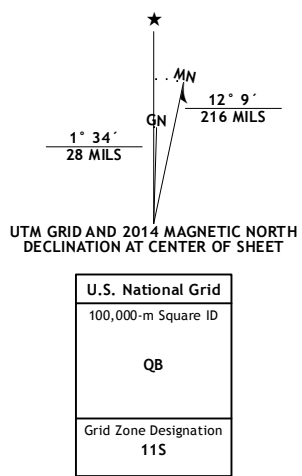 MN
GN
12° 9´
216 MILS
1° 34´
28 MILS
UTM GRID AND 2014 MAGNETIC NORTH
DECLINATION AT CENTER OF SHEET
U.S. National Grid
100,000-m Square ID
QB
Grid Zone Designation
11S